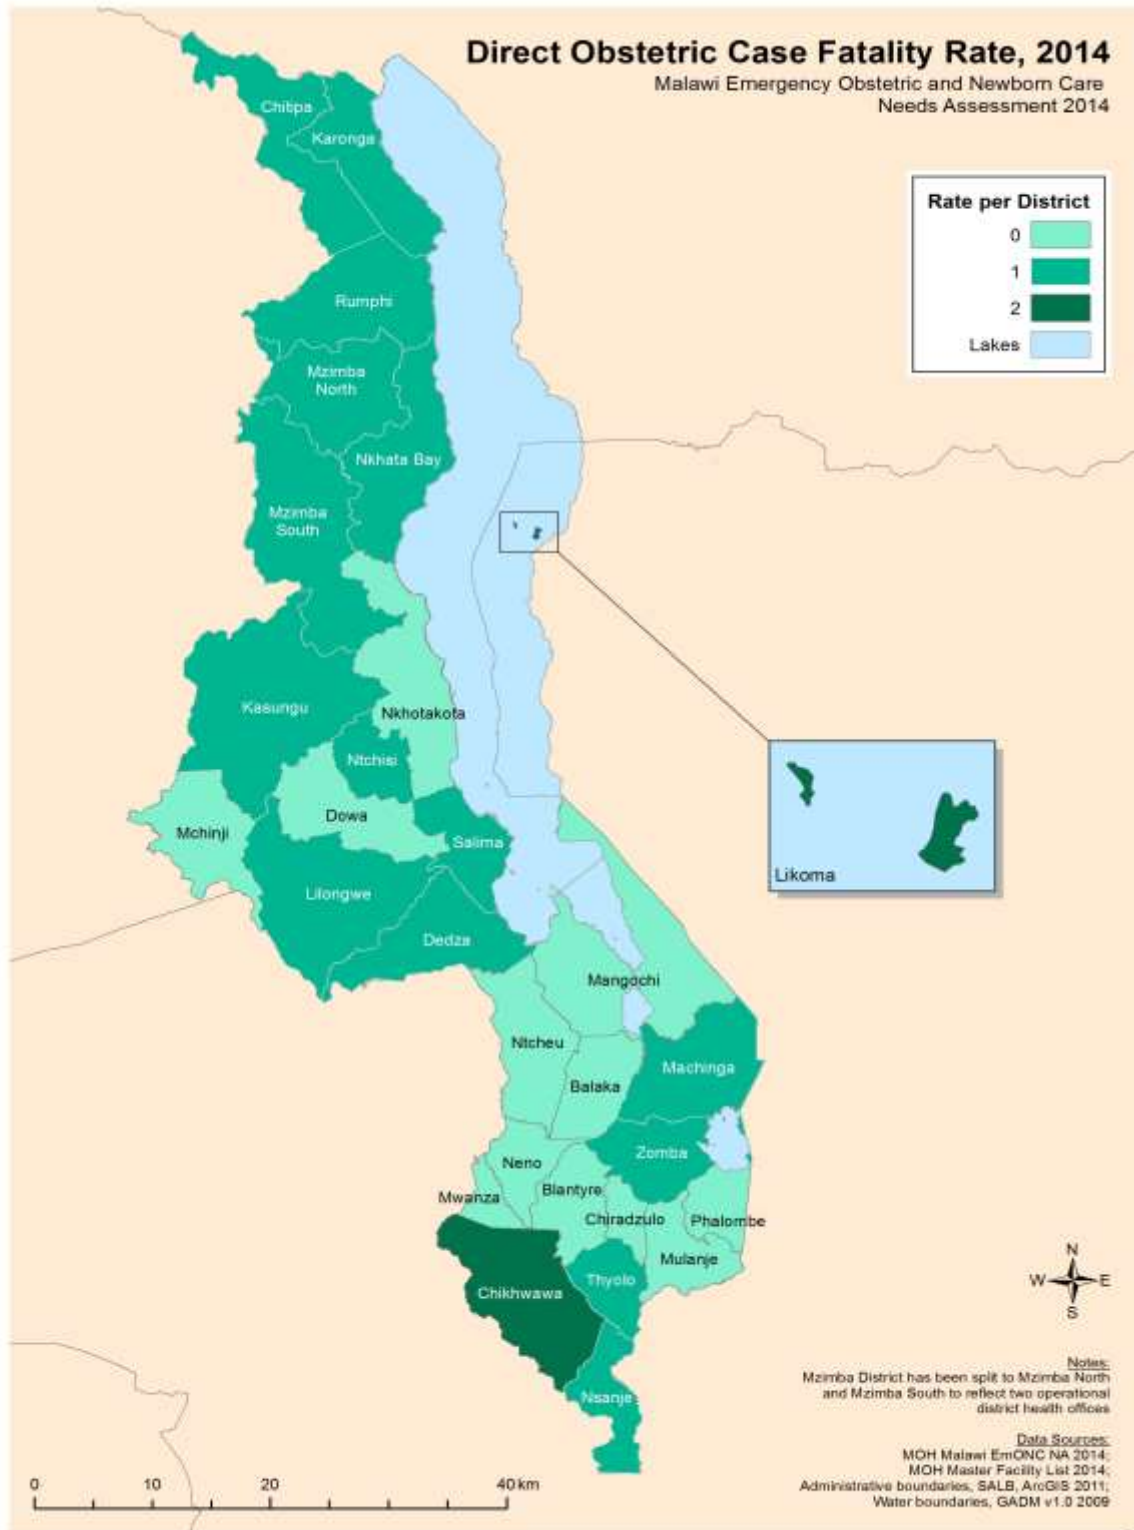 Direct Obstetric Case Fatality Rate, 2014
Malawi Emergency Obstetric and Newborn Care
Needs Assessment 2014
Rate per District
0
1
2
Lakes
Chitipa
Karonga
Rumphi
Mzimba
North
Nkhata Bay
Mzimba
South
Kasungu
Nkhotakota
Ntchisi
Dowa
Mchinji
Salima
Lilongwe
Likoma
Dedza
Mangochi
Ntcheu
Machinga
Balaka
Zomba
Neno
Blantyre
Mwanza
Chiradzulo
Phalombe
Mulanje
Thyolo
Chikhwawa
Nsanje
N
W
E
S
Notes:
Mzimba District has been split to Mzimba North
and Mzimba South to reflect two operational
district health offices
Data Sources:
MOH Malawi EmONC NA 2014;
MOH Master Facility List 2014;
Administrative boundaries, SALB, ArcGIS 2011;
Water boundaries, GADM v1.0 2009
0 10 20 40 km